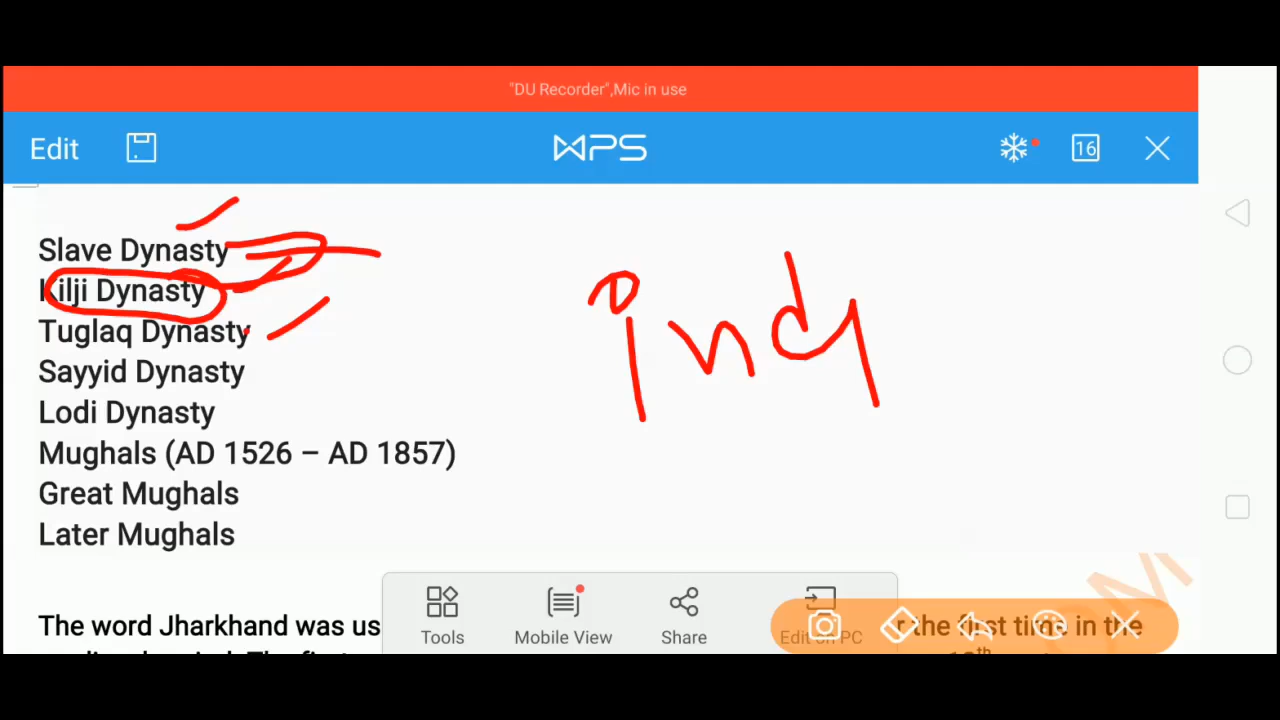 "DU Recorder",Mic in use
Edit WPS 16
Slave Dynasty
Kilji Dynasty
Tuglaq Dynasty
Sayyid Dynasty
Lodi Dynasty
Mughals (AD 1526 – AD 1857)
Great Mughals
Later Mughals
ind
The word Jharkhand was us the first time in the
Tools Mobile View Share Edit on PC